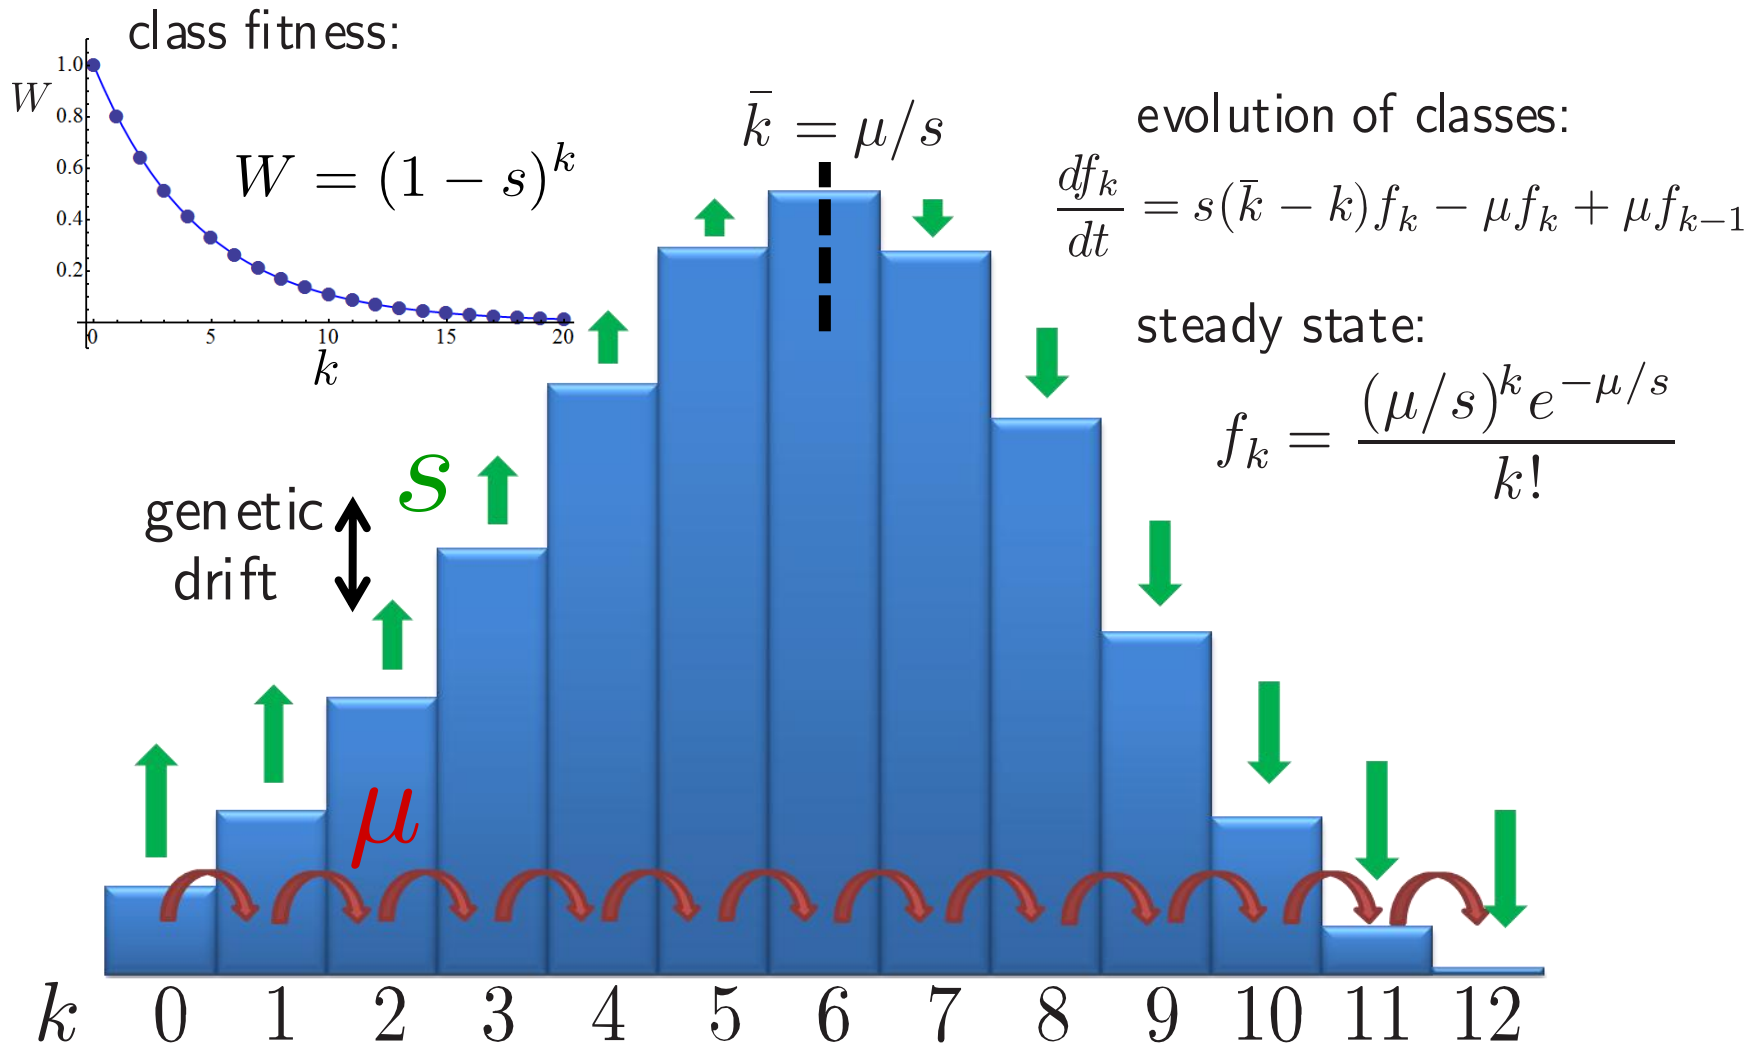 class fitness:
W
1.0
0.8
0.6
0.4
0.2
0 5 10 15 20
k
W = (1 − s)^k
k̄ = μ/s
evolution of classes:
df_k/dt = s(k̄ − k)f_k − μf_k + μf_{k−1}
steady state:
f_k = (μ/s)^k e^{−μ/s} / k!
s
genetic
drift
μ
k 0 1 2 3 4 5 6 7 8 9 10 11 12